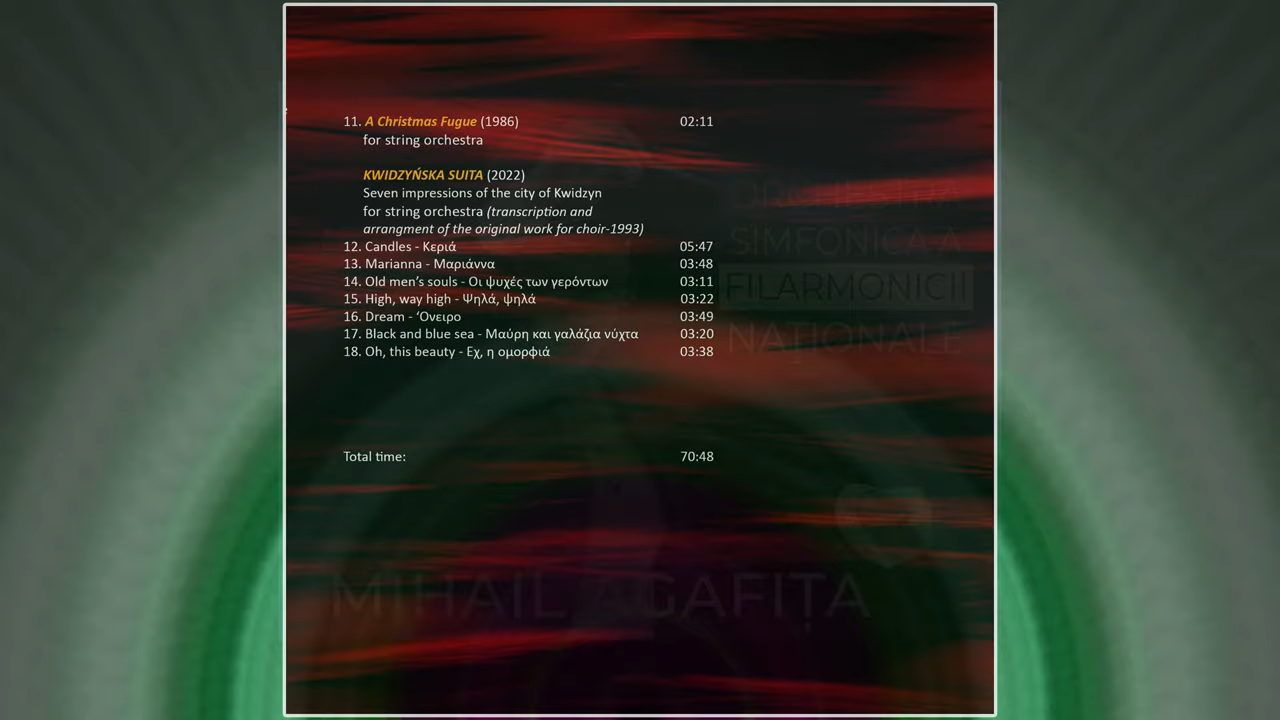 11. A Christmas Fugue (1986) 02:11
for string orchestra
KWIDZYŃSKA SUITA (2022)
Seven impressions of the city of Kwidzyn
for string orchestra (transcription and
arrangment of the original work for choir-1993)
12. Candles - Κεριά 05:47
13. Marianna - Μαριάννα 03:48
14. Old men's souls - Οι ψυχές των γερόντων 03:11
15. High, way high - Ψηλά, ψηλά 03:22
16. Dream - ‘Ονειρο 03:49
17. Black and blue sea - Μαύρη και γαλάζια νύχτα 03:20
18. Oh, this beauty - Εχ, η ομορφιά 03:38
Total time: 70:48
SIMFONICA A
FILARMONICII
NAȚIONALE
MIHAIL AGAFIȚA